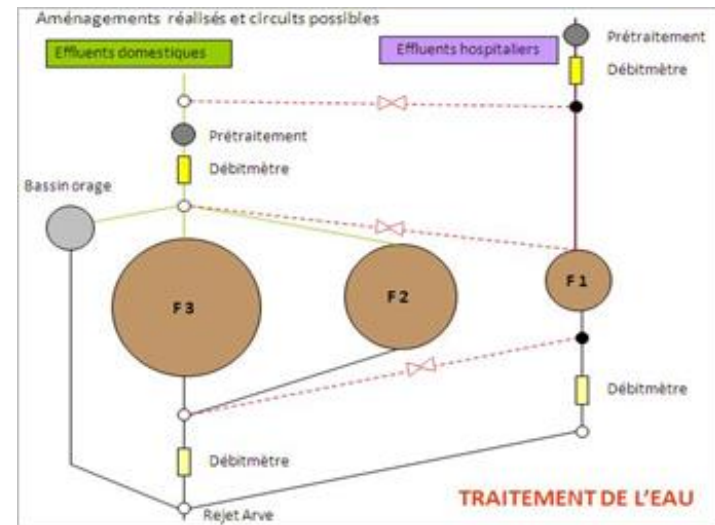 Aménagements réalisés et circuits possibles
Effluents domestiques
Effluents hospitaliers
Prétraitement
Débitmètre
Prétraitement
Débitmètre
Bassin orage
F 3
F 2
F 1
Débitmètre
Débitmètre
Rejet Arve
TRAITEMENT DE L'EAU